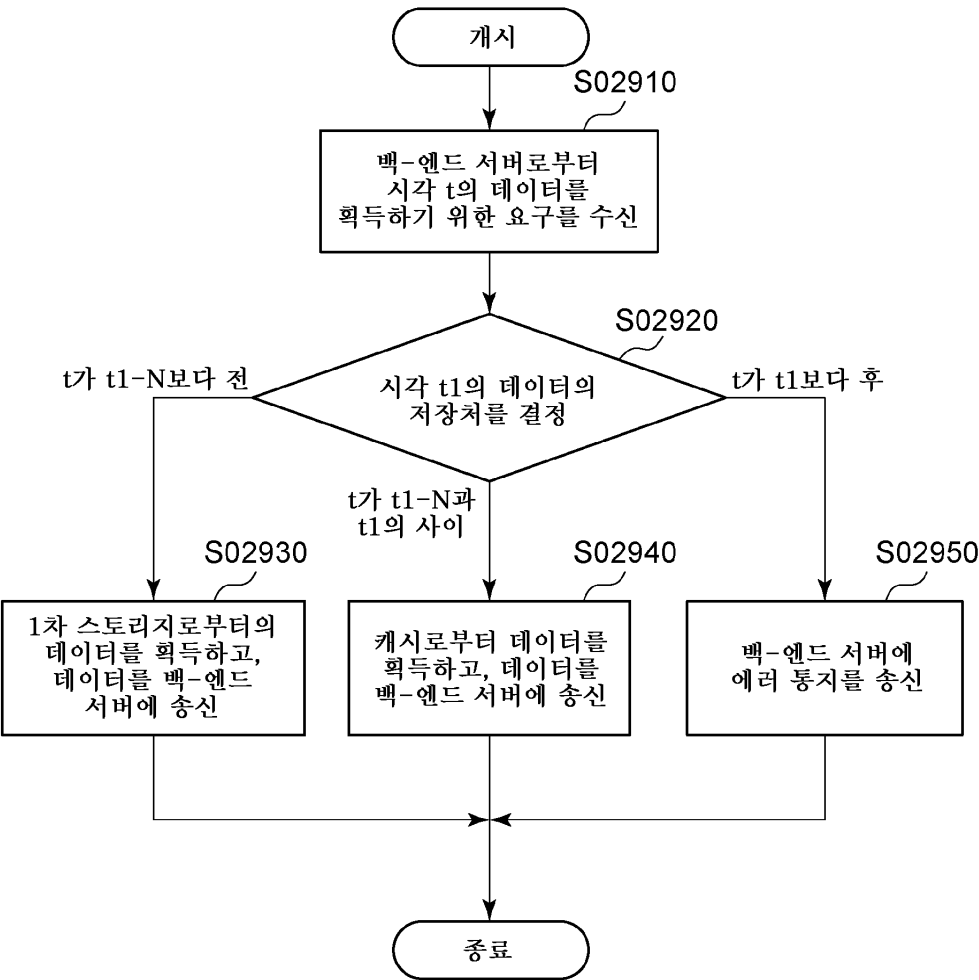 개시
S02910
백-엔드 서버로부터
시각 t의 데이터를
획득하기 위한 요구를 수신
S02920
t가 t1-N보다 전
시각 t1의 데이터의
저장처를 결정
t가 t1보다 후
t가 t1-N과
t1의 사이
S02930
1차 스토리지로부터의
데이터를 획득하고,
데이터를 백-엔드
서버에 송신
S02940
캐시로부터 데이터를
획득하고, 데이터를
백-엔드 서버에 송신
S02950
백-엔드 서버에
에러 통지를 송신
종료